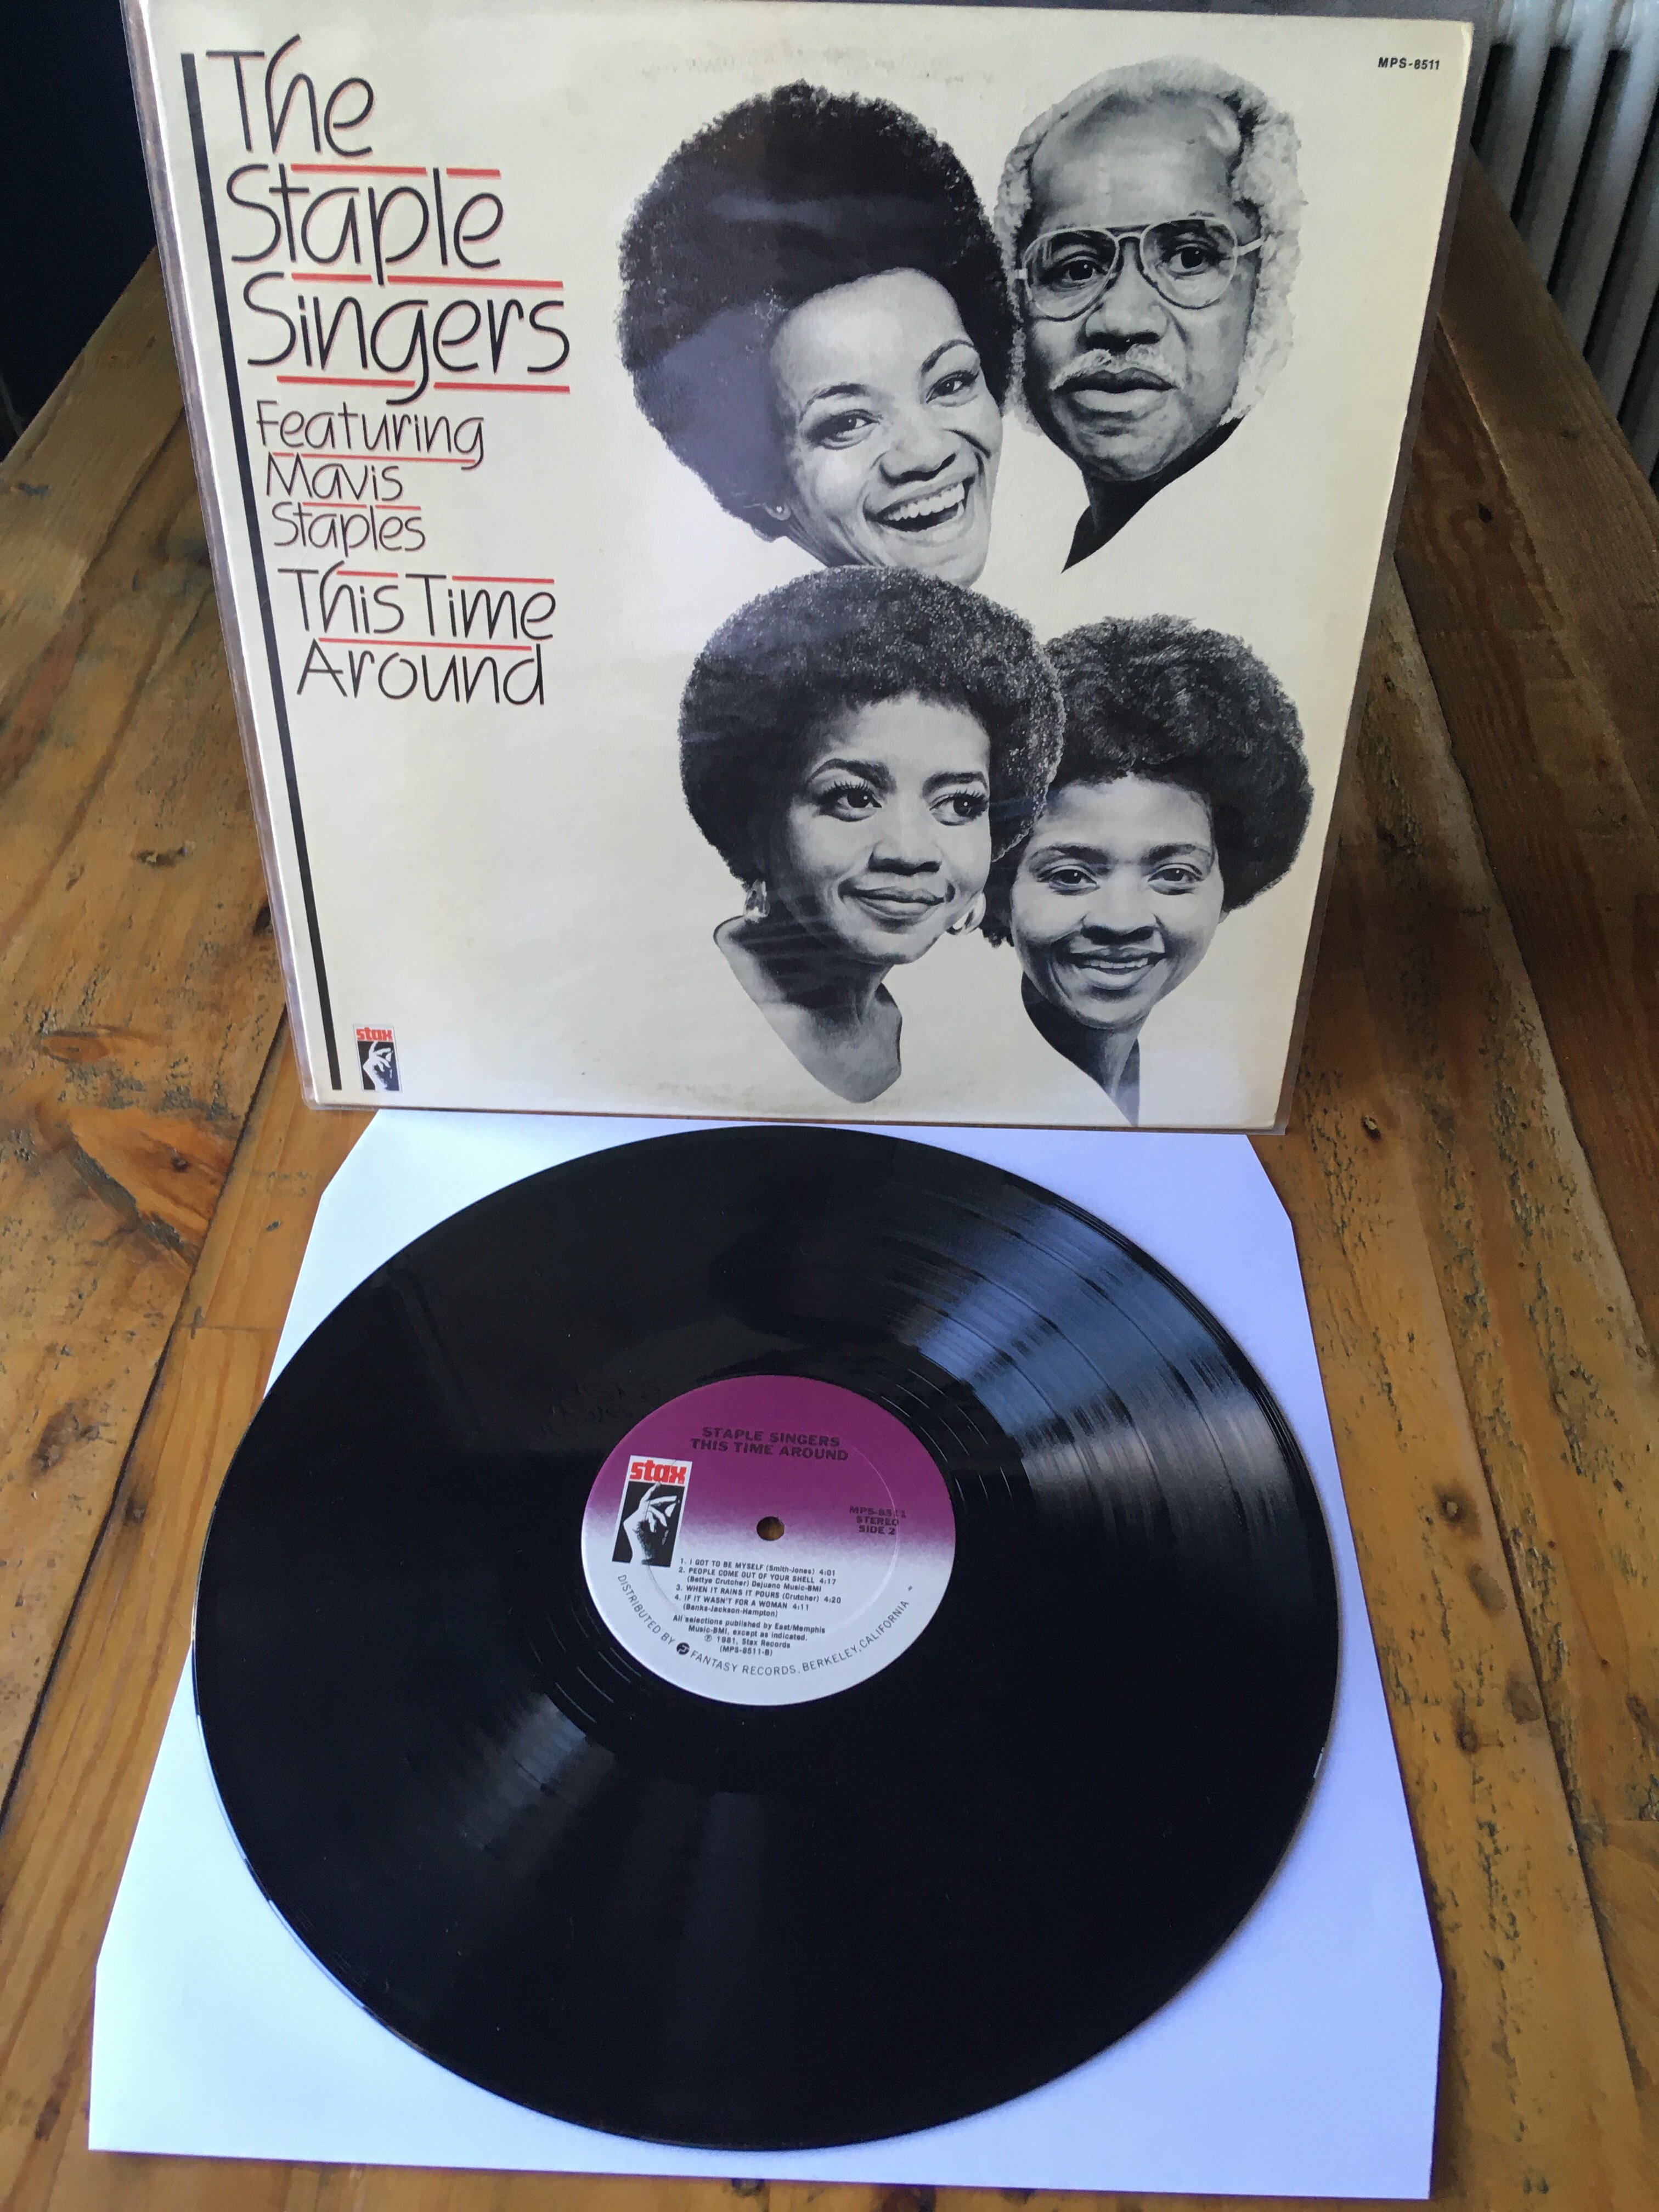 MPS-8511
The
Staple
Singers
Featuring
Mavis
Staples
This Time
Around
stax
STAPLE SINGERS
THIS TIME AROUND
stax
MPS-8511
STEREO
SIDE 2
1. I GOT TO BE MYSELF (Smith-Jones) 4:01
2. PEOPLE COME OUT OF YOUR SHELL 4:17
(Bettye Crutcher) Dejuano Music-BMI
3. WHEN IT RAINS IT POURS (Crutcher) 4:20
4. IF IT WASN'T FOR A WOMAN 4:11
(Banks-Jackson-Hampton)
All selections published by East/Memphis
Music-BMI, except as indicated.
℗ 1981, Stax Records
(MPS-8511-B)
DISTRIBUTED BY FANTASY RECORDS, BERKELEY, CALIFORNIA